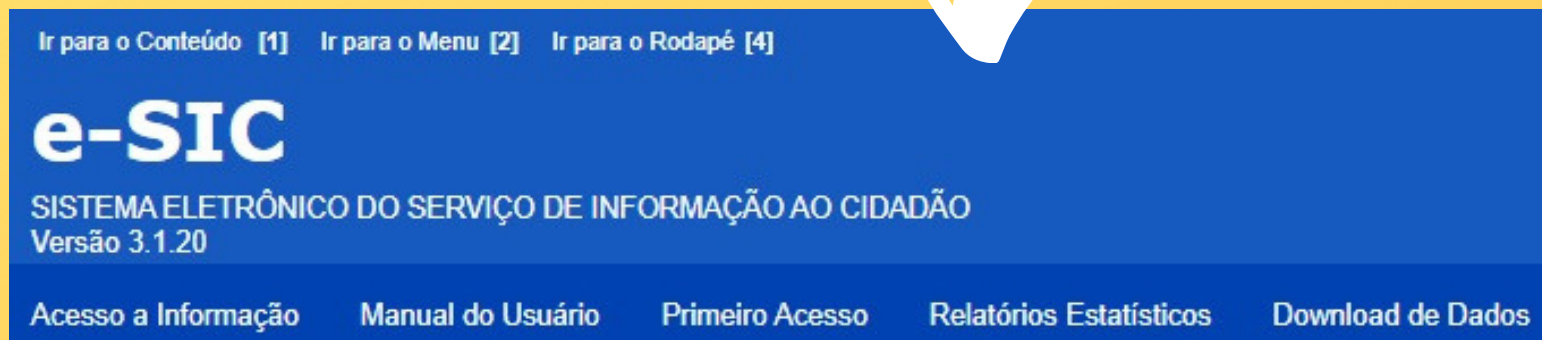 Ir para o Conteúdo [1] Ir para o Menu [2] Ir para o Rodapé [4]
e-SIC
SISTEMA ELETRÔNICO DO SERVIÇO DE INFORMAÇÃO AO CIDADÃO
Versão 3.1.20
Acesso a Informação Manual do Usuário Primeiro Acesso Relatórios Estatísticos Download de Dados